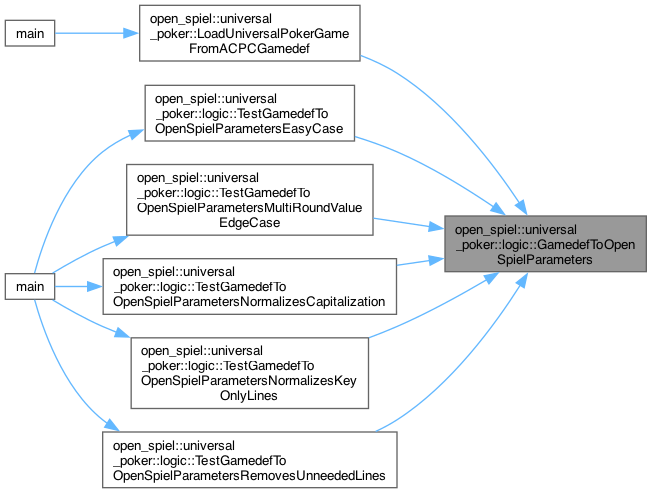 main
open_spiel::universal
_poker::LoadUniversalPokerGame
FromACPCGamedef
open_spiel::universal
_poker::logic::TestGamedefTo
OpenSpielParametersEasyCase
open_spiel::universal
_poker::logic::TestGamedefTo
OpenSpielParametersMultiRoundValue
EdgeCase
open_spiel::universal
_poker::logic::GamedefToOpen
SpielParameters
main
open_spiel::universal
_poker::logic::TestGamedefTo
OpenSpielParametersNormalizesCapitalization
open_spiel::universal
_poker::logic::TestGamedefTo
OpenSpielParametersNormalizesKey
OnlyLines
open_spiel::universal
_poker::logic::TestGamedefTo
OpenSpielParametersRemovesUnneededLines